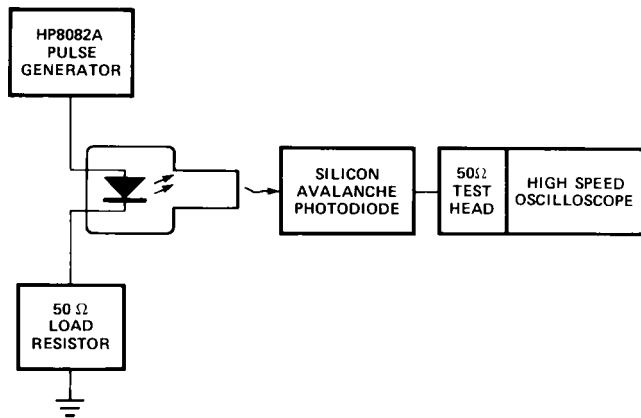 HP8082A
PULSE
GENERATOR
SILICON
AVALANCHE
PHOTODIODE
50Ω
TEST
HEAD
HIGH SPEED
OSCILLOSCOPE
50 Ω
LOAD
RESISTOR